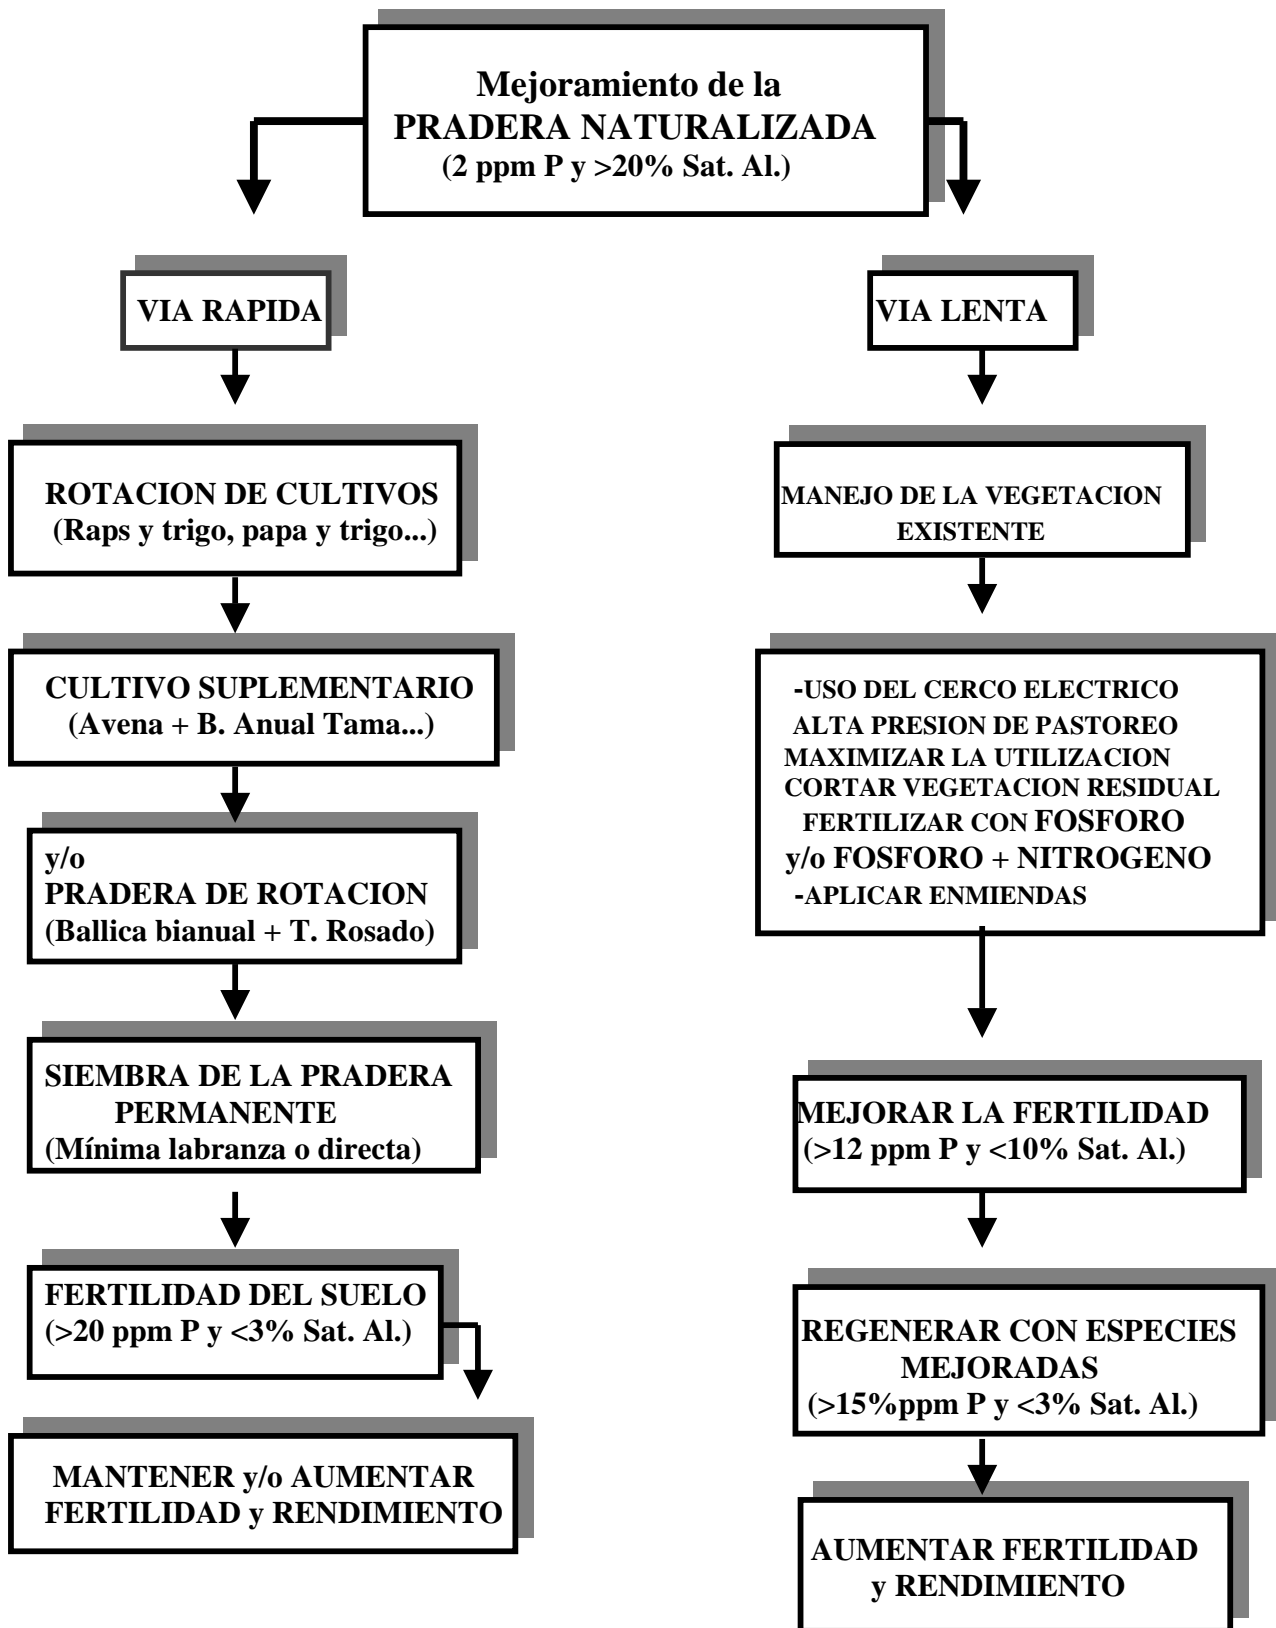 Mejoramiento de la
PRADERA NATURALIZADA
(2 ppm P y >20% Sat. Al.)
VIA RAPIDA
ROTACION DE CULTIVOS
(Raps y trigo, papa y trigo...)
CULTIVO SUPLEMENTARIO
(Avena + B. Anual Tama...)
y/o
PRADERA DE ROTACION
(Ballica bianual + T. Rosado)
SIEMBRA DE LA PRADERA
PERMANENTE
(Mínima labranza o directa)
FERTILIDAD DEL SUELO
(>20 ppm P y <3% Sat. Al.)
MANTENER y/o AUMENTAR
FERTILIDAD y RENDIMIENTO
VIA LENTA
MANEJO DE LA VEGETACION
EXISTENTE
-USO DEL CERCO ELECTRICO
ALTA PRESION DE PASTOREO
MAXIMIZAR LA UTILIZACION
CORTAR VEGETACION RESIDUAL
FERTILIZAR CON FOSFORO
y/o FOSFORO + NITROGENO
-APLICAR ENMIENDAS
MEJORAR LA FERTILIDAD
(>12 ppm P y <10% Sat. Al.)
REGENERAR CON ESPECIES
MEJORADAS
(>15%ppm P y <3% Sat. Al.)
AUMENTAR FERTILIDAD
y RENDIMIENTO